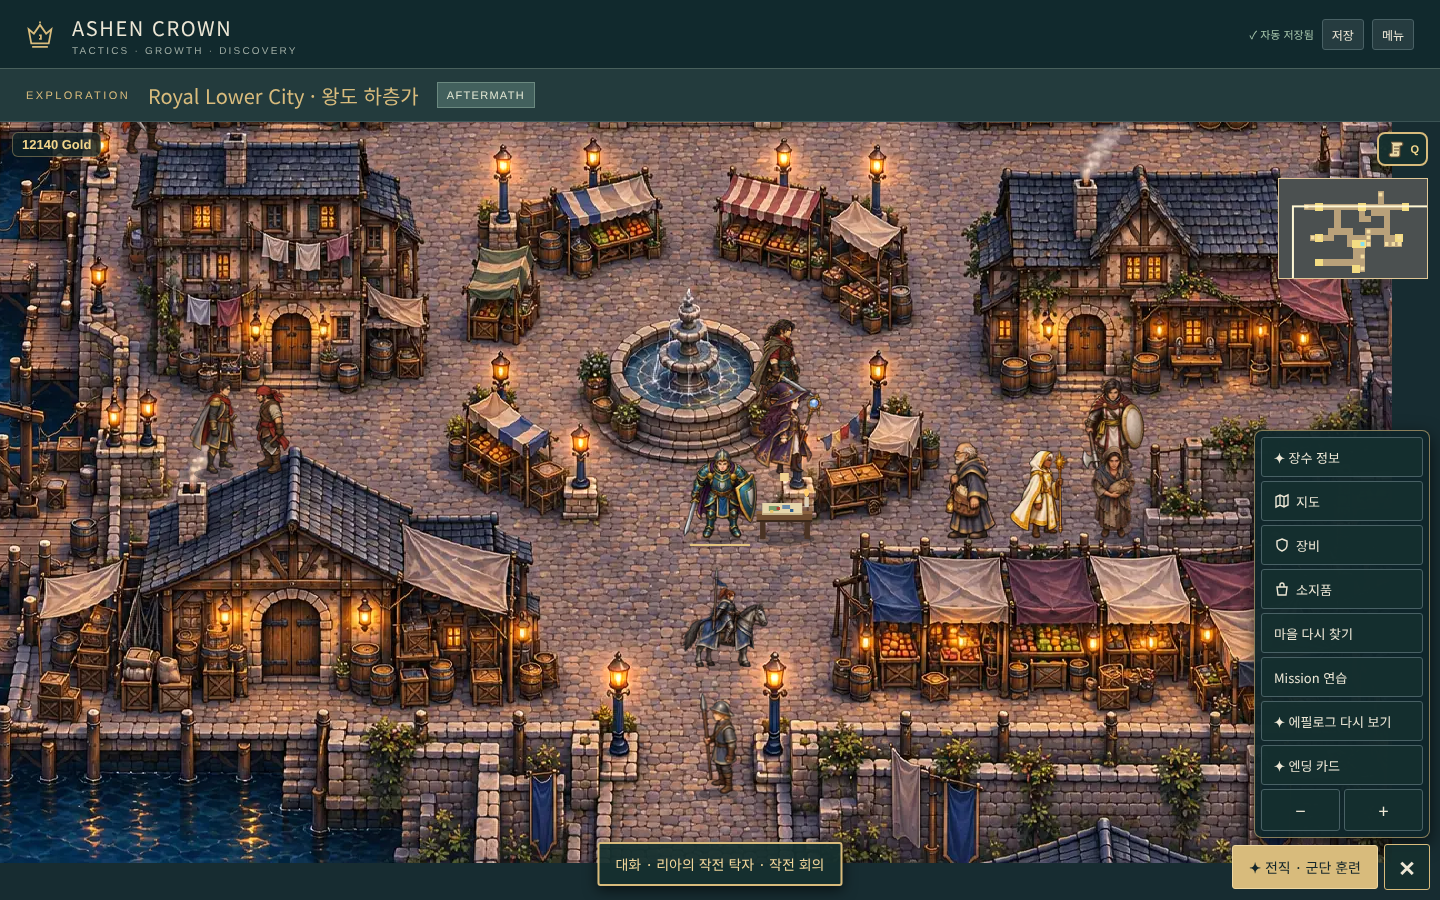 ASHEN CROWN
TACTICS · GROWTH · DISCOVERY
✓ 자동 저장됨
저장
메뉴
EXPLORATION
Royal Lower City · 왕도 하층가
AFTERMATH
12140 Gold
Q
✦ 장수 정보
지도
장비
소지품
마을 다시 찾기
Mission 연습
✦ 에필로그 다시 보기
✦ 엔딩 카드
− +
대화 · 리아의 작전 탁자 · 작전 회의
✦ 전직 · 군단 훈련
✕